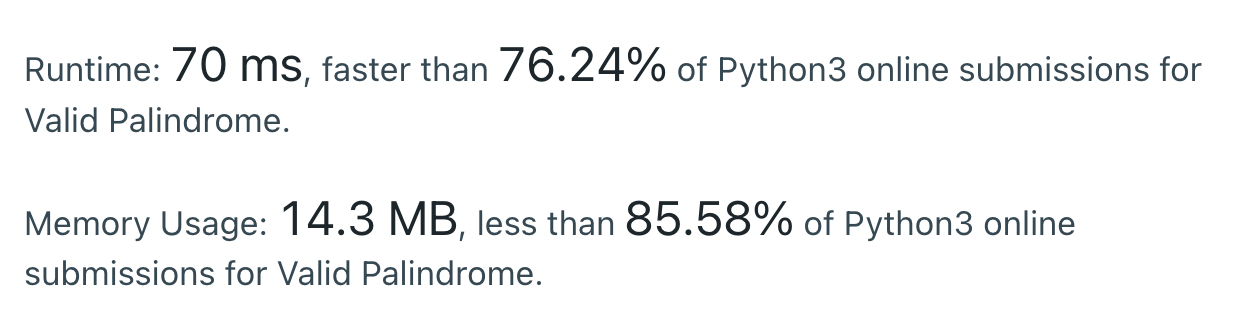 Runtime: 70 ms, faster than 76.24% of Python3 online submissions for
Valid Palindrome.
Memory Usage: 14.3 MB, less than 85.58% of Python3 online
submissions for Valid Palindrome.